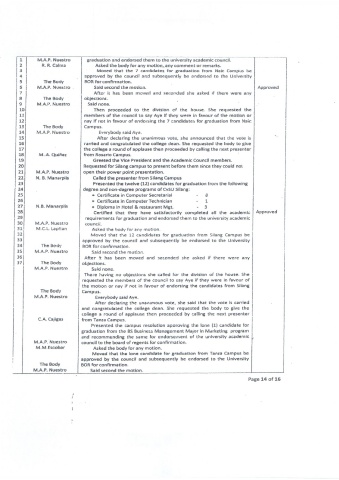 1 M.A.P. Nuestro graduation and endorsed them to the university academic council.
2 R. R. Calma Asked the body for any motion, any comment or remarks.
3 Moved that the 7 candidates for graduation from Naic Campus be
4 approved by the council and subsequently be endorsed to the University
5 The Body BOR for confirmation.
6 M.A.P. Nuestro Said second the motion. Approved
7 After it has been moved and seconded she asked if there were any
8 The Body objections.
9 M.A.P. Nuestro Said none.
10 Then proceeded to the division of the house. She requested the
11 members of the council to say Aye if they were in favour of the motion or
12 nay if not in favour of endorsing the 7 candidates for graduation from Naic
13 The Body Campus.
14 M.A.P. Nuestro Everybody said Aye.
15 After declaring the unanimous vote, she announced that the vote is
16 carried and congratulated the college dean. She requested the body to give
17 the college a round of applause then proceeded by calling the next presenter
18 M. A. from Rosario Campus.
19 Greeted the Vice President and the Academic Council members.
20 Requested for Silang campus to present before them since they could not
21 M.A.P. Nuestro open their power point presentation.
22 N. B. Manarpiis Called the presenter from Silang Campus
23 Presented the twelve (12) candidates for graduation from the following
24 degree and non-degree programs of CvSU Silang:
25 • Certificate in Computer Secretarial - 8
26 • Certificate in Computer Technician - 1
27 N.B. Manarpiis • Diploma in Hotel & restaurant Mgt. - 3
28 Certified that they have satisfactorily completed all the academic Approved
29 requirements for graduation and endorsed them to the university academic
30 M.A.P. Nuestro council.
31 M.C.L. Asked the body for any motion
32 Moved that the 12 candidates for graduation from Silang Campus be
33 approved by the council and subsequently be endorsed to the University
34 The Body BOR for confirmation.
35 M.A.P. Nuestro Said second the motion.
36 After it has been moved and seconded she asked if there were any
37 The Body objections.
M.A.P. Nuestro Said none.
There having no objections she called for the division of the house. She
requested the members of the council to say Aye if they were in favour of
the motion or nay if not in favour of endorsing the candidates from Silang
The Body Campus.
M.A.P. Nuestro Everybody said Aye.
After declaring the unanimous vote, she said that the vote is carried
and congratulated the college dean. She requested the body to give the
college a round of applause then proceeded by calling the next presenter
C.A. from Tanza Campus.
Presented the campus resolution approving the lone (1) candidate for
graduation from the BS Business Management Major in Marketing program
and recommending the same for endorsement of the university academic
M.A.P. Nuestro council to the board of regents for confirmation.
M.M. Escobar Asked the body for any motion.
Moved that the lone candidate for graduation from Tanza Campus be
approved by the council and subsequently be endorsed to the University
The Body BOR for confirmation.
M.A.P. Nuestro Said second the motion.
Page 14 of 16